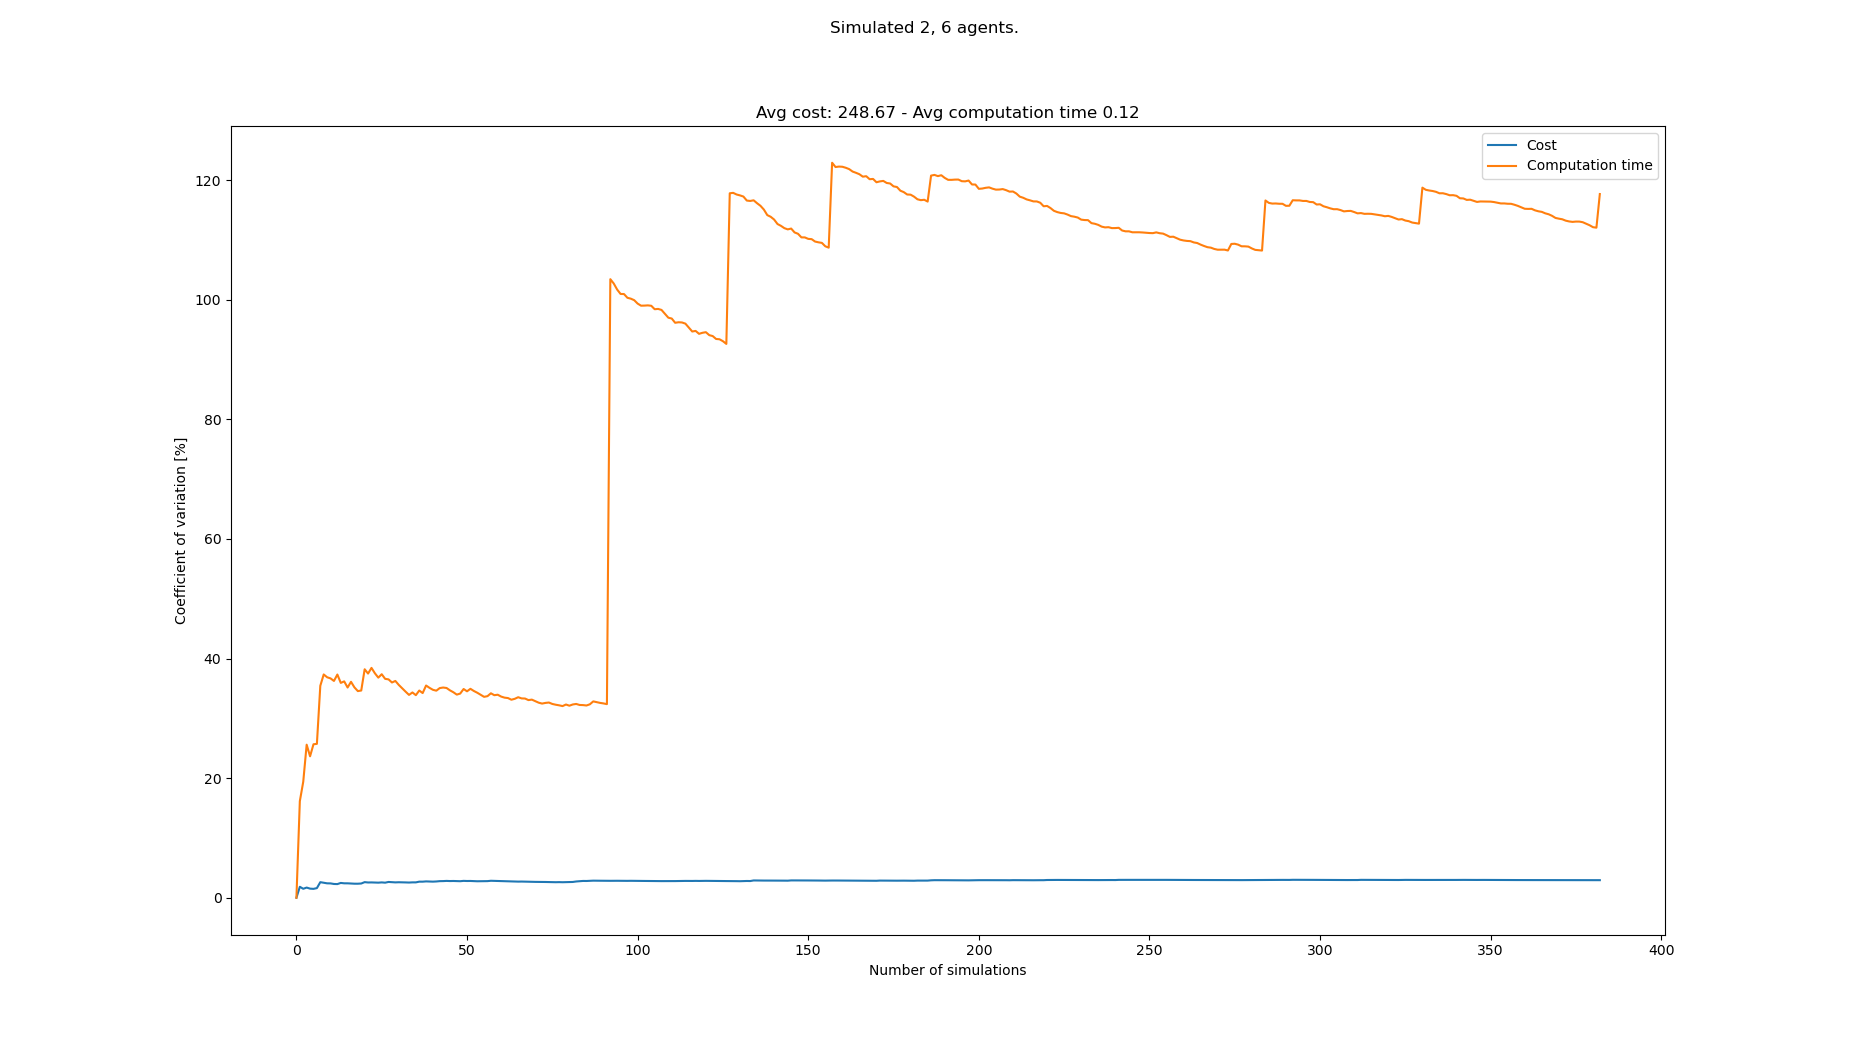 Simulated 2, 6 agents.
Avg cost: 248.67 - Avg computation time 0.12
Cost
Computation time
Coefficient of variation [%]
120
100
80
60
40
20
0
0 50 100 150 200 250 300 350 400
Number of simulations